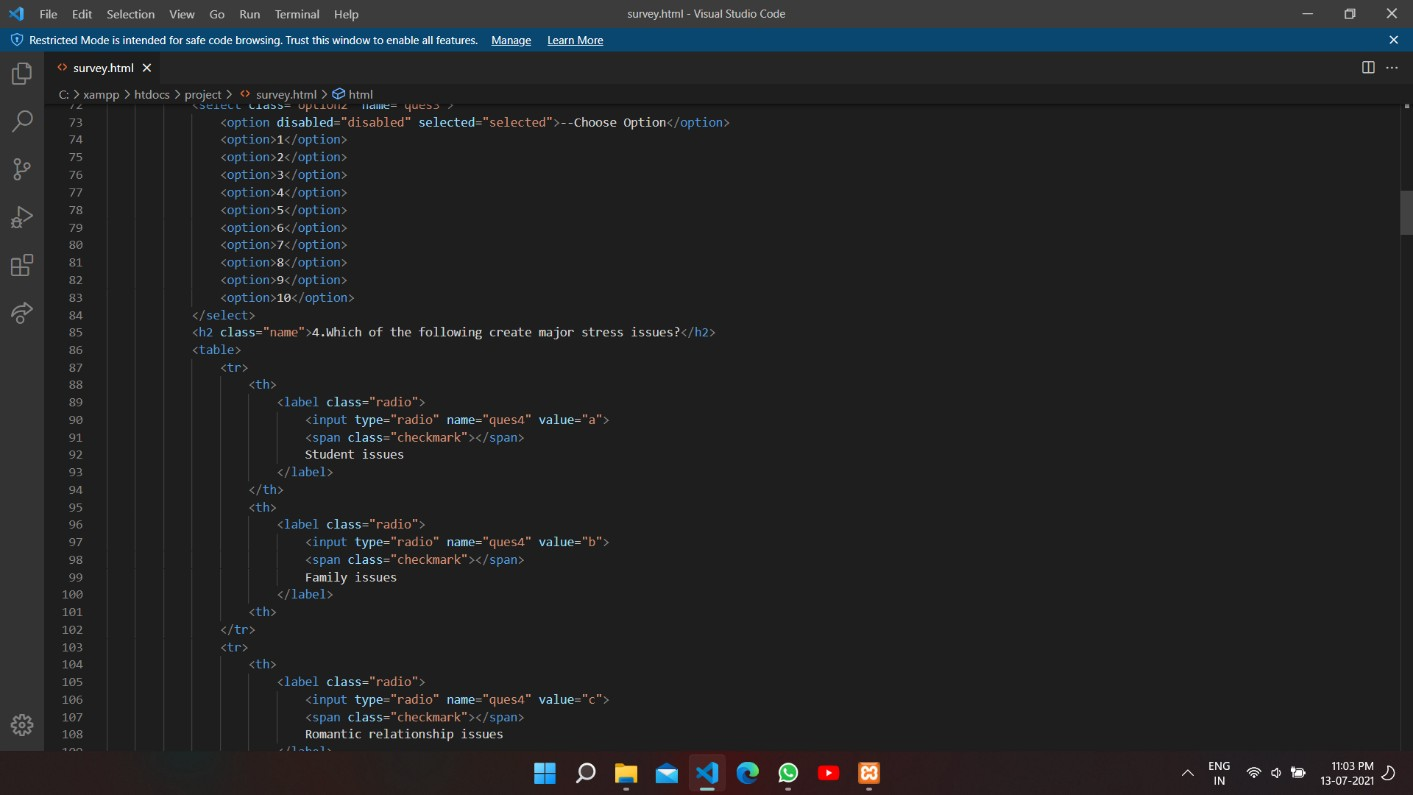 File Edit Selection View Go Run Terminal Help survey.html - Visual Studio Code
Restricted Mode is intended for safe code browsing. Trust this window to enable all features. Manage Learn More
survey.html
C: > xampp > htdocs > project > survey.html > html
72 <select class="option2" name="ques3">
73 <option disabled="disabled" selected="selected">--Choose Option</option>
74 <option>1</option>
75 <option>2</option>
76 <option>3</option>
77 <option>4</option>
78 <option>5</option>
79 <option>6</option>
80 <option>7</option>
81 <option>8</option>
82 <option>9</option>
83 <option>10</option>
84 </select>
85 <h2 class="name">4.Which of the following create major stress issues?</h2>
86 <table>
87 <tr>
88 <th>
89 <label class="radio">
90 <input type="radio" name="ques4" value="a">
91 <span class="checkmark"></span>
92 Student issues
93 </label>
94 </th>
95 <th>
96 <label class="radio">
97 <input type="radio" name="ques4" value="b">
98 <span class="checkmark"></span>
99 Family issues
100 </label>
101 <th>
102 </tr>
103 <tr>
104 <th>
105 <label class="radio">
106 <input type="radio" name="ques4" value="c">
107 <span class="checkmark"></span>
108 Romantic relationship issues
109 </label>
ENG
IN
11:03 PM
13-07-2021